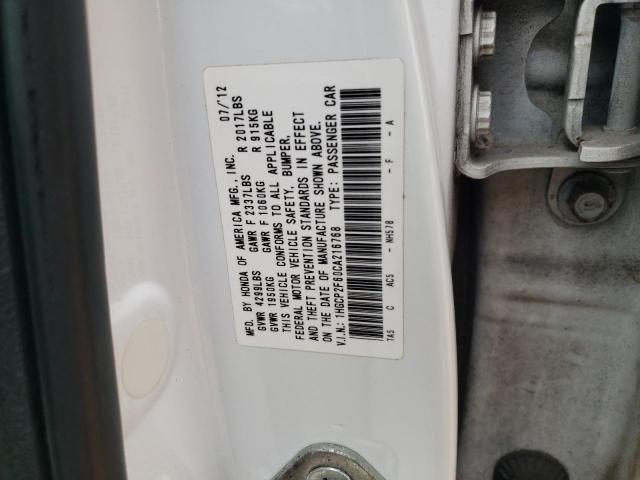 MFD. BY HONDA OF AMERICA MFG., INC. 07/'12
GVWR 4299LBS GAWR F 2337LBS R 2017LBS
GVWR 1950KG GAWR F 1060KG R 915KG
THIS VEHICLE CONFORMS TO ALL APPLICABLE
FEDERAL MOTOR VEHICLE SAFETY, BUMPER,
AND THEFT PREVENTION STANDARDS IN EFFECT
ON THE DATE OF MANUFACTURE SHOWN ABOVE.
V.I.N.: 1HGCP2F60CA216768 TYPE: PASSENGER CAR
TA5 C AC5 - NH578 - F - A